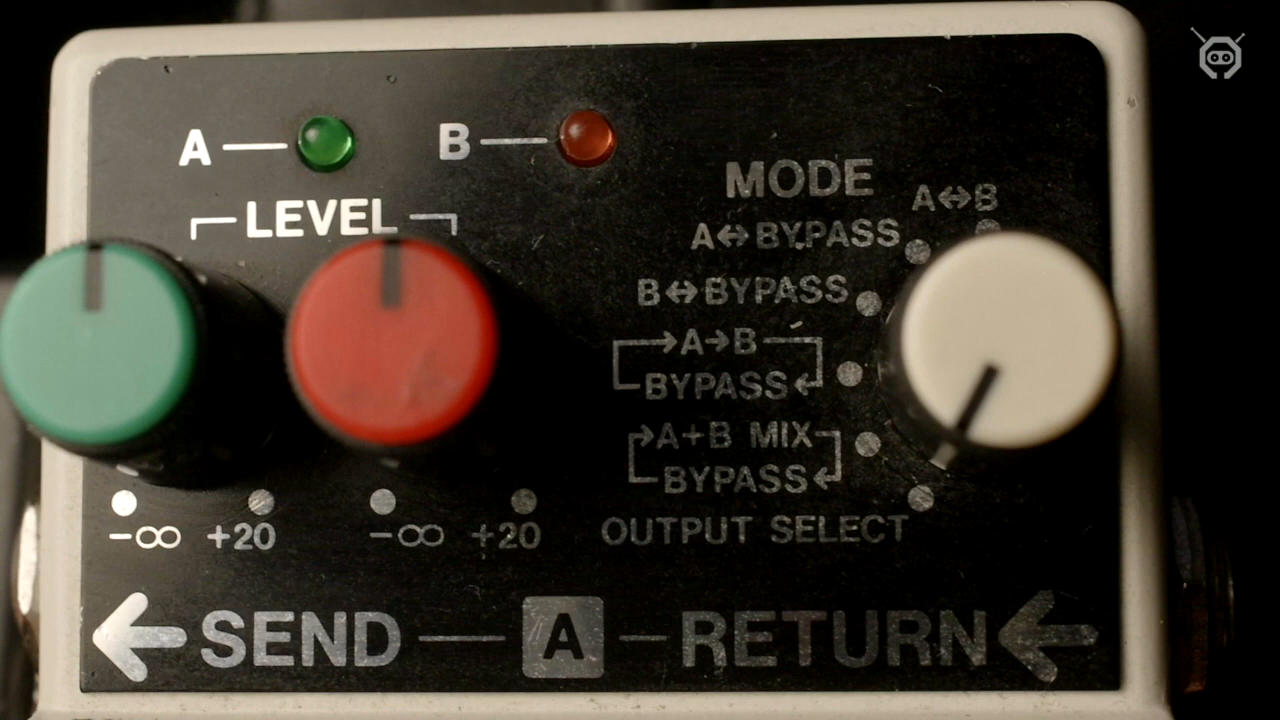 A B
LEVEL
MODE
A↔B
A↔BYPASS
B↔BYPASS
→A→B
BYPASS←
→A+B MIX
BYPASS←
OUTPUT SELECT
-∞ +20 -∞ +20
←SEND — A — RETURN←